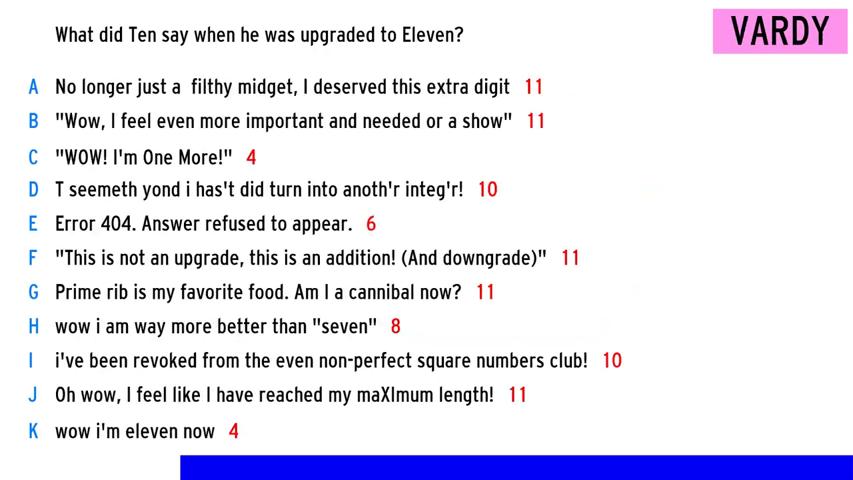 What did Ten say when he was upgraded to Eleven?
VARDY
A No longer just a filthy midget, I deserved this extra digit 11
B "Wow, I feel even more important and needed or a show" 11
C "WOW! I'm One More!" 4
D T seemeth yond i has't did turn into anoth'r integ'r! 10
E Error 404. Answer refused to appear. 6
F "This is not an upgrade, this is an addition! (And downgrade)" 11
G Prime rib is my favorite food. Am I a cannibal now? 11
H wow i am way more better than "seven" 8
I i've been revoked from the even non-perfect square numbers club! 10
J Oh wow, I feel like I have reached my maXImum length! 11
K wow i'm eleven now 4